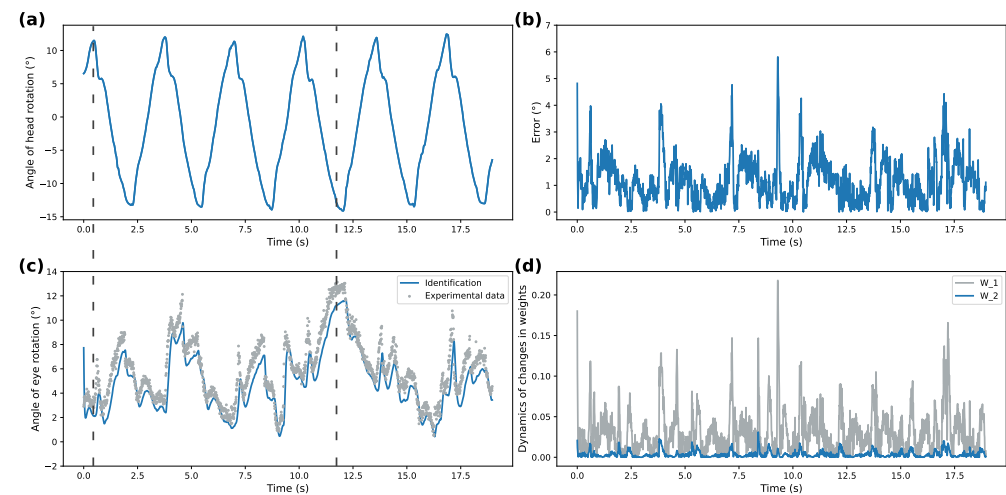 (a)
Angle of head rotation (°)
10
5
0
−5
−10
−15
0.0 2.5 5.0 7.5 10.0 12.5 15.0 17.5
Time (s)
(b)
Error (°)
7
6
5
4
3
2
1
0
0.0 2.5 5.0 7.5 10.0 12.5 15.0 17.5
Time (s)
(c)
Angle of eye rotation (°)
14
12
10
8
6
4
2
0
−2
Identification
Experimental data
0.0 2.5 5.0 7.5 10.0 12.5 15.0 17.5
Time (s)
(d)
Dynamics of changes in weights
0.20
0.15
0.10
0.05
0.00
W_1
W_2
0.0 2.5 5.0 7.5 10.0 12.5 15.0 17.5
Time (s)